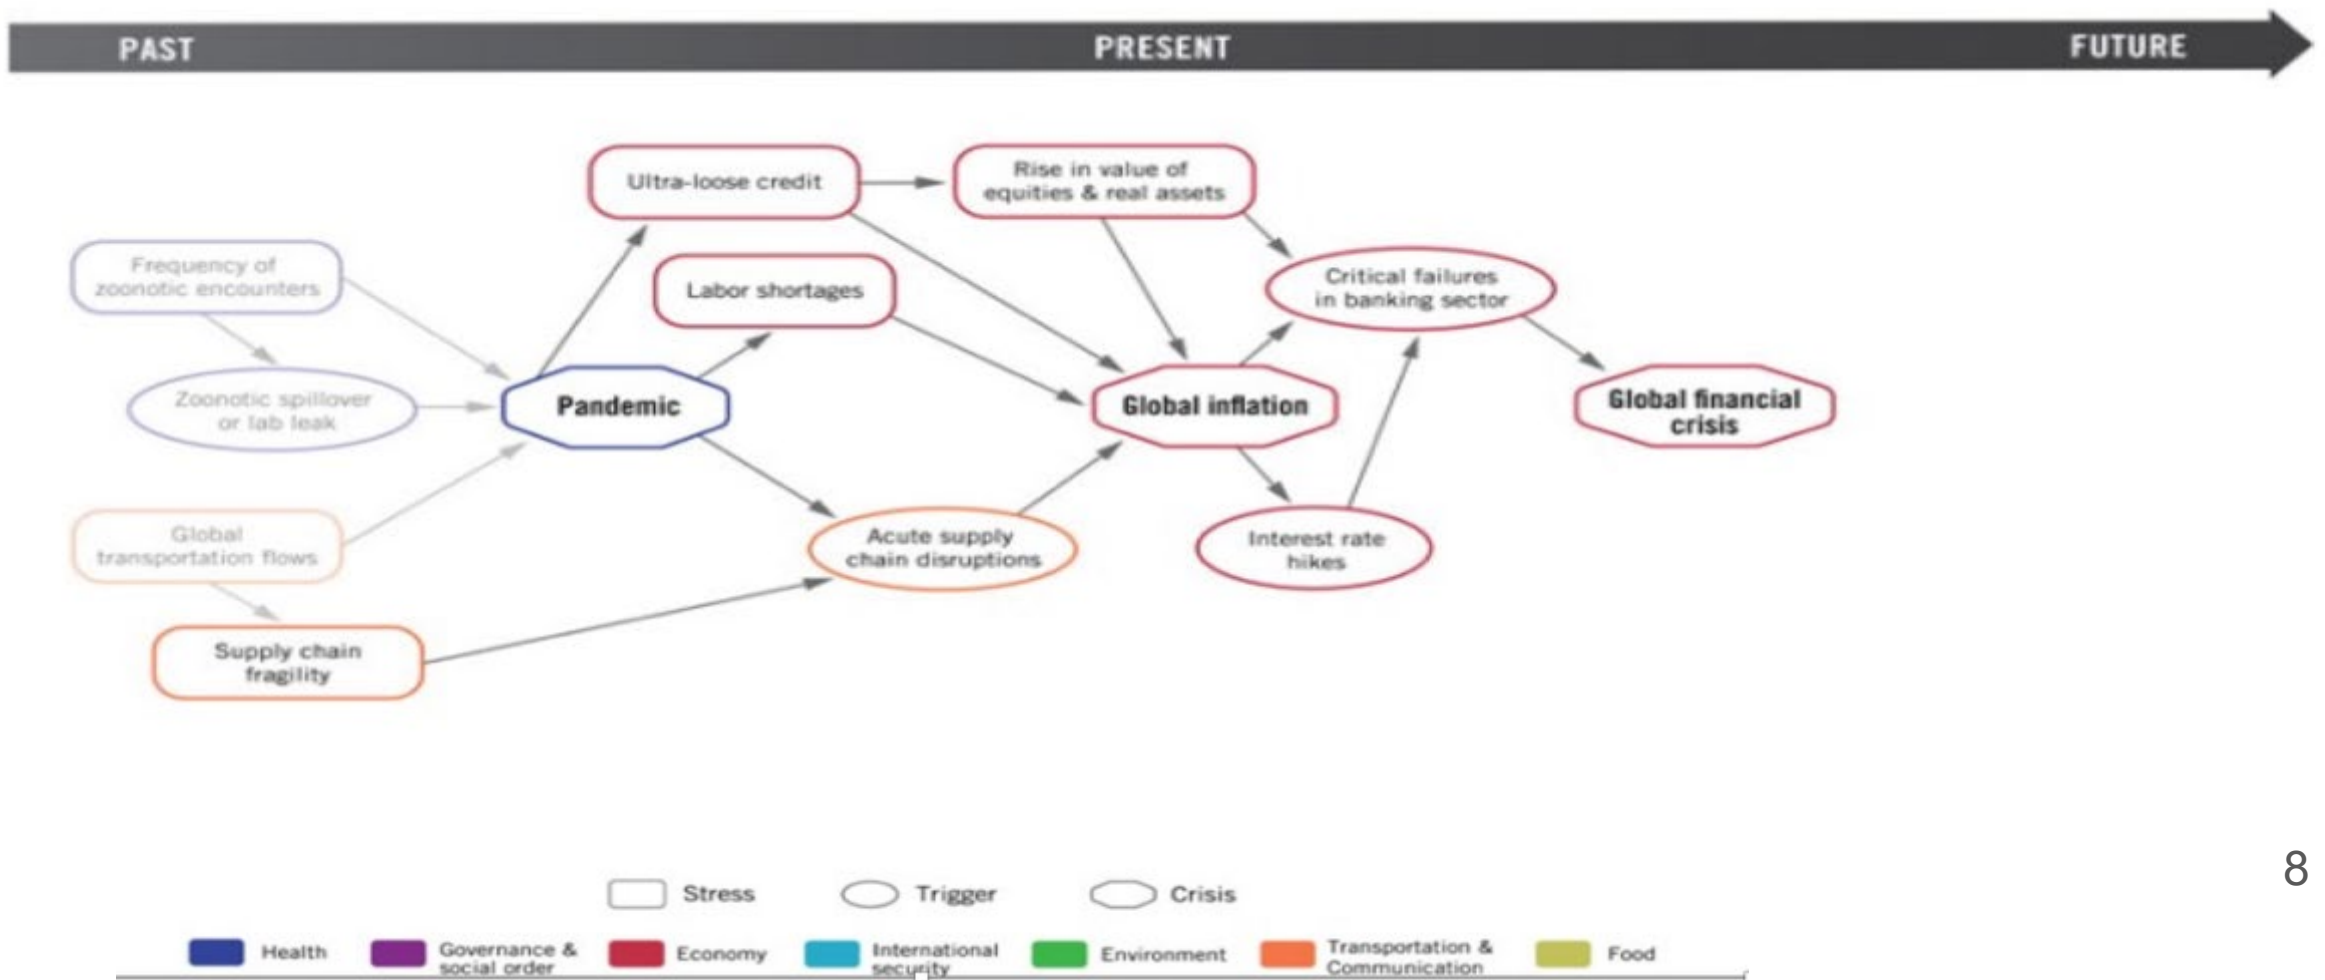 PAST PRESENT FUTURE
Ultra-loose credit
Rise in value of
equities & real assets
Frequency of
zoonotic encounters
Labor shortages
Critical failures
in banking sector
Zoonotic spillover
or lab leak
Pandemic
Global inflation
Global financial
crisis
Global
transportation flows
Acute supply
chain disruptions
Interest rate
hikes
Supply chain
fragility
8
Stress Trigger Crisis
Health
Governance &
social order
Economy
International
security
Environment
Transportation &
Communication
Food